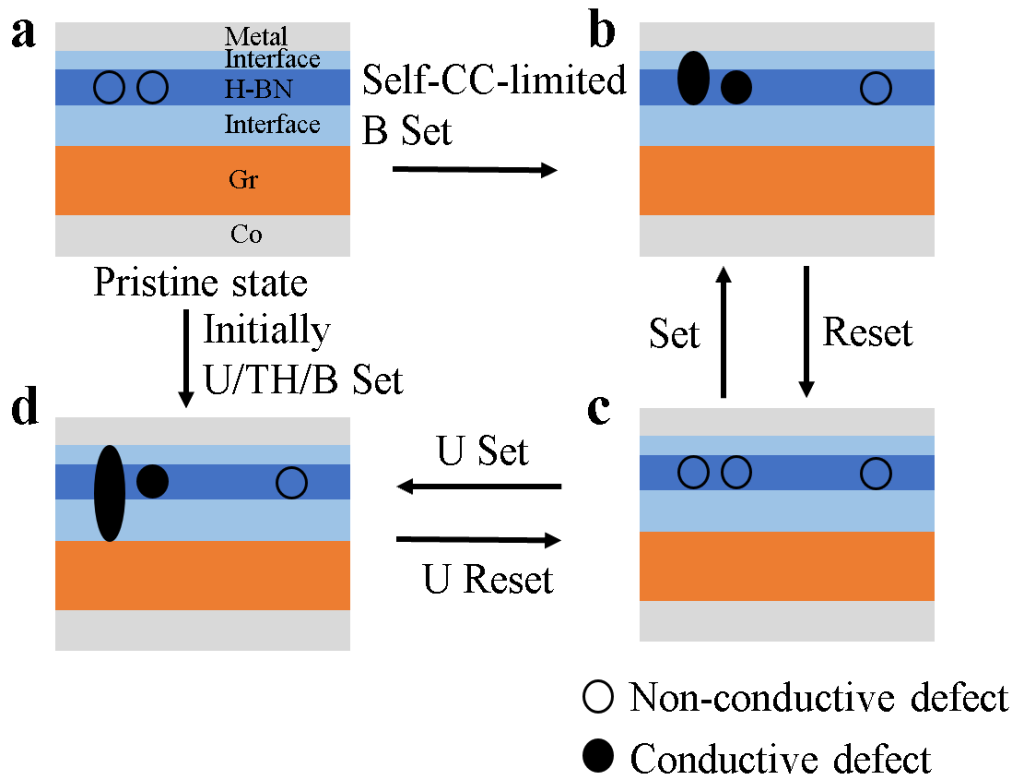 a
Metal
Interface
H-BN
Interface
Gr
Co
Pristine state
Self-CC-limited
B Set
b
Initially
U/TH/B Set
Set
Reset
d
U Set
U Reset
c
Non-conductive defect
Conductive defect